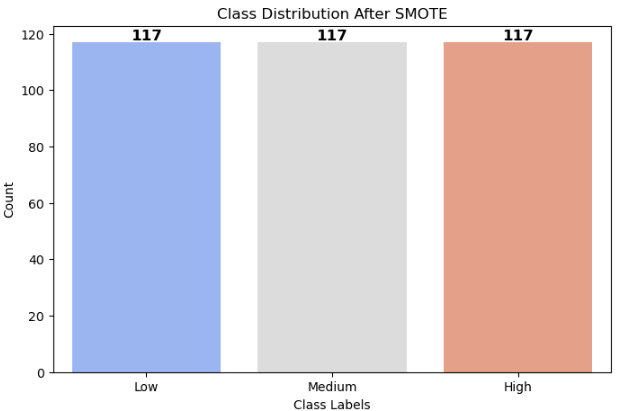 Class Distribution After SMOTE
117 117 117
120
100
80
60
40
20
0
Count
Low Medium High
Class Labels